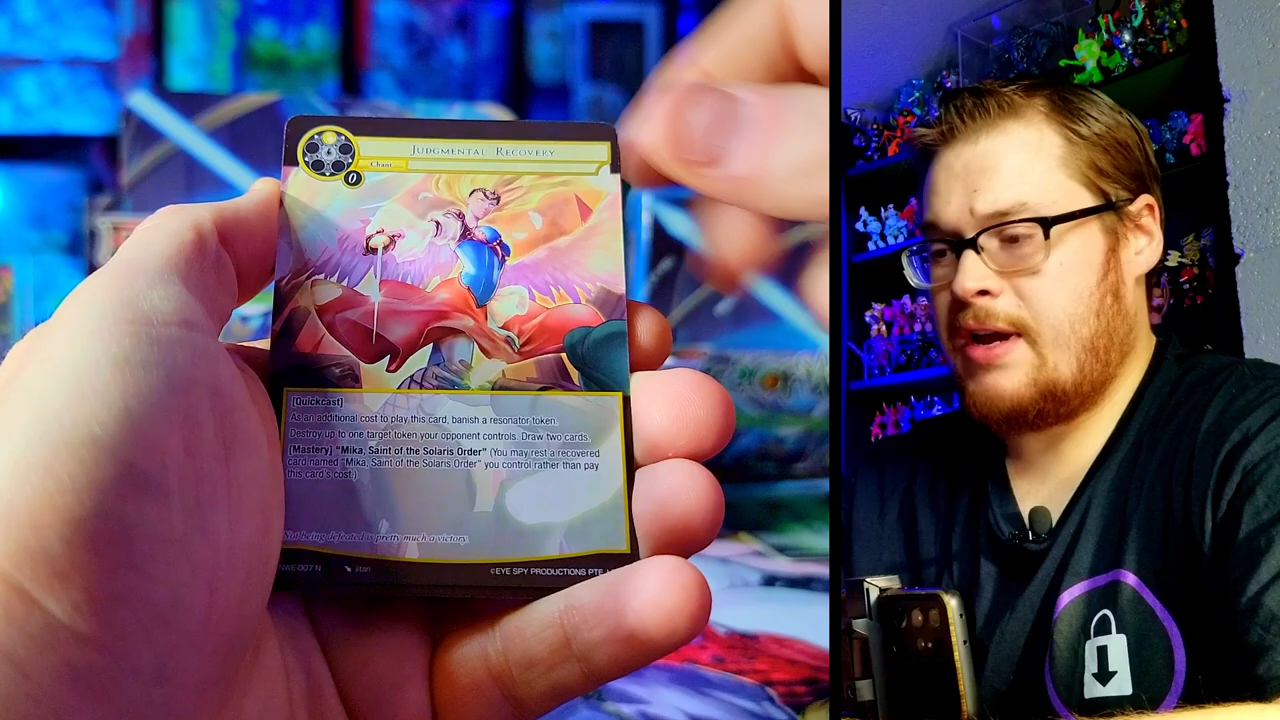 JUDGMENTAL RECOVERY
Chant
0
[Quickcast]
As an additional cost to play this card, banish a resonator token.
Destroy up to one target token your opponent controls. Draw two cards.
[Mastery] "Mika, Saint of the Solaris Order" (You may rest a recovered
card named "Mika, Saint of the Solaris Order" you control rather than pay
this card's cost.)
Not being defeated is pretty much a victory.
NWE-007 N
©EYE SPY PRODUCTIONS PTE